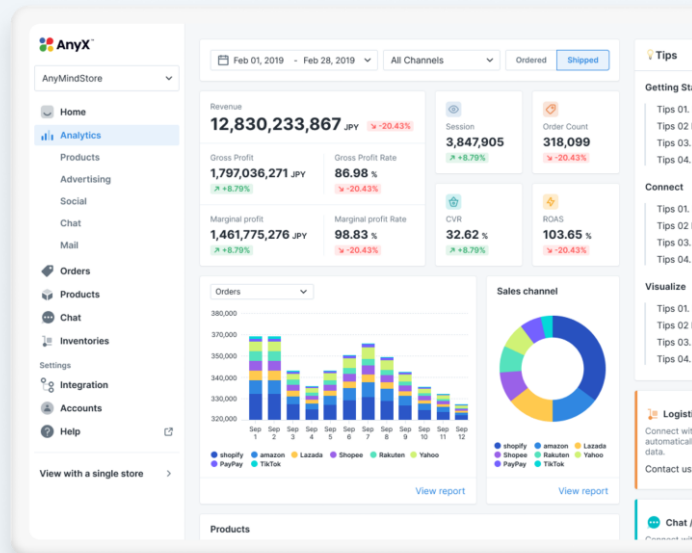 AnyX™
AnyMindStore
Home
Analytics
Products
Advertising
Social
Chat
Mail
Orders
Products
Chat
Inventories
Settings
Integration
Accounts
Help
View with a single store
Feb 01, 2019 - Feb 28, 2019
All Channels
Ordered Shipped
Revenue
12,830,233,867 JPY -20.43%
Gross Profit
1,797,036,271 JPY
+8.79%
Gross Profit Rate
86.98 %
-20.43%
Marginal profit
1,461,775,276 JPY
+8.79%
Marginal profit Rate
98.83 %
-20.43%
Session
3,847,905
+8.79%
Order Count
318,099
-20.43%
CVR
32.62 %
+8.79%
ROAS
103.65 %
-20.43%
Orders
380,000
370,000
350,000
340,000
330,000
320,000
Sep 1 Sep 2 Sep 3 Sep 4 Sep 5 Sep 6 Sep 7 Sep 8 Sep 9 Sep 10 Sep 11 Sep 12
shopify amazon Lazada Shopee Rakuten Yahoo
PayPay TikTok
View report
Sales channel
shopify amazon Lazada
Shopee Rakuten Yahoo
PayPay TikTok
View report
Products
Tips
Getting Sta
Tips 01.
Tips 02
Tips 03.
Tips 04.
Connect
Tips 01.
Tips 02
Tips 03.
Tips 04.
Visualize
Tips 01.
Tips 02
Tips 03.
Tips 04.
Logist
Connect wit
automatical
data.
Contact us
Chat /